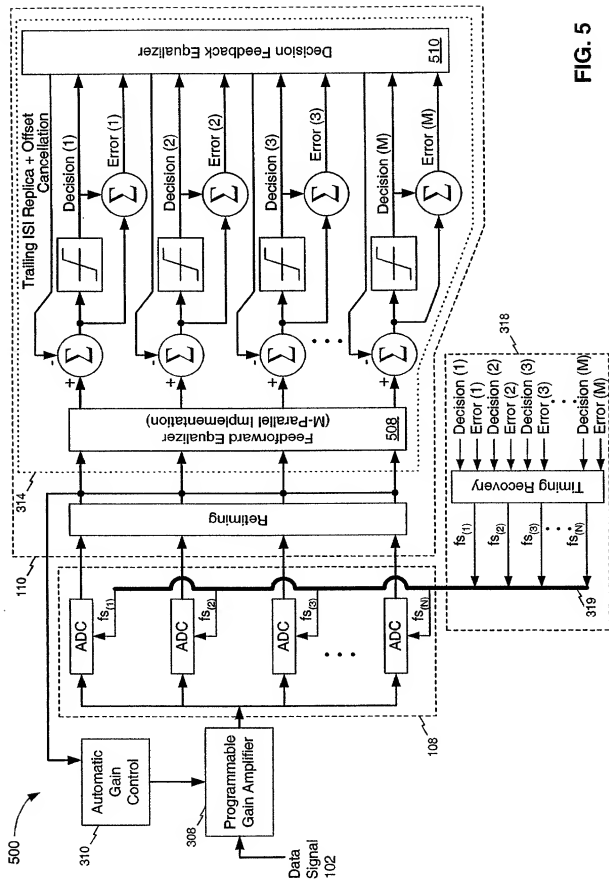 500
Automatic
Gain
Control
310
Data
Signal
102
308
Programmable
Gain Amplifier
108
ADC
fs(1)
ADC
fs(2)
ADC
fs(3)
• • •
ADC
fs(N)
110
314
Retiming
Feedforward Equalizer
(M-Parallel Implementation)
508
Trailing ISI Replica + Offset
Cancellation
-
+
Σ
Decision (1)
Σ
Error (1)
-
+
Σ
Decision (2)
Σ
Error (2)
-
+
Σ
Decision (3)
Σ
Error (3)
• • • •
-
+
Σ
Decision (M)
Σ
Error (M)
Decision Feedback Equalizer
510
318
Decision (1)
Error (1)
Decision (2)
Error (2)
Decision (3)
Error (3)
Decision (M)
Error (M)
Timing Recovery
fs(1)
fs(2)
fs(3)
fs(N)
319
FIG. 5